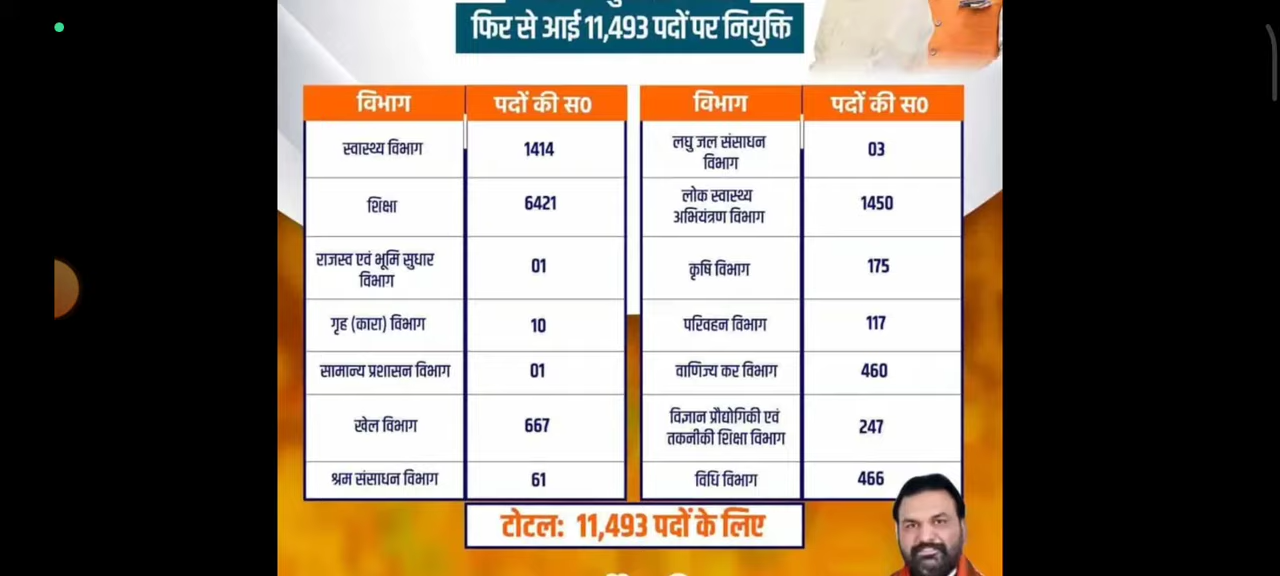 फिर से आई 11,493 पदों पर नियुक्ति
विभाग पदों की स0 विभाग पदों की स0
स्वास्थ्य विभाग 1414 लघु जल संसाधन
विभाग 03
शिक्षा 6421 लोक स्वास्थ्य
अभियंत्रण विभाग 1450
राजस्व एवं भूमि सुधार
विभाग 01 कृषि विभाग 175
गृह (कारा) विभाग 10 परिवहन विभाग 117
सामान्य प्रशासन विभाग 01 वाणिज्य कर विभाग 460
खेल विभाग 667 विज्ञान प्रौद्योगिकी एवं
तकनीकी शिक्षा विभाग 247
श्रम संसाधन विभाग 61 विधि विभाग 466
टोटल: 11,493 पदों के लिए